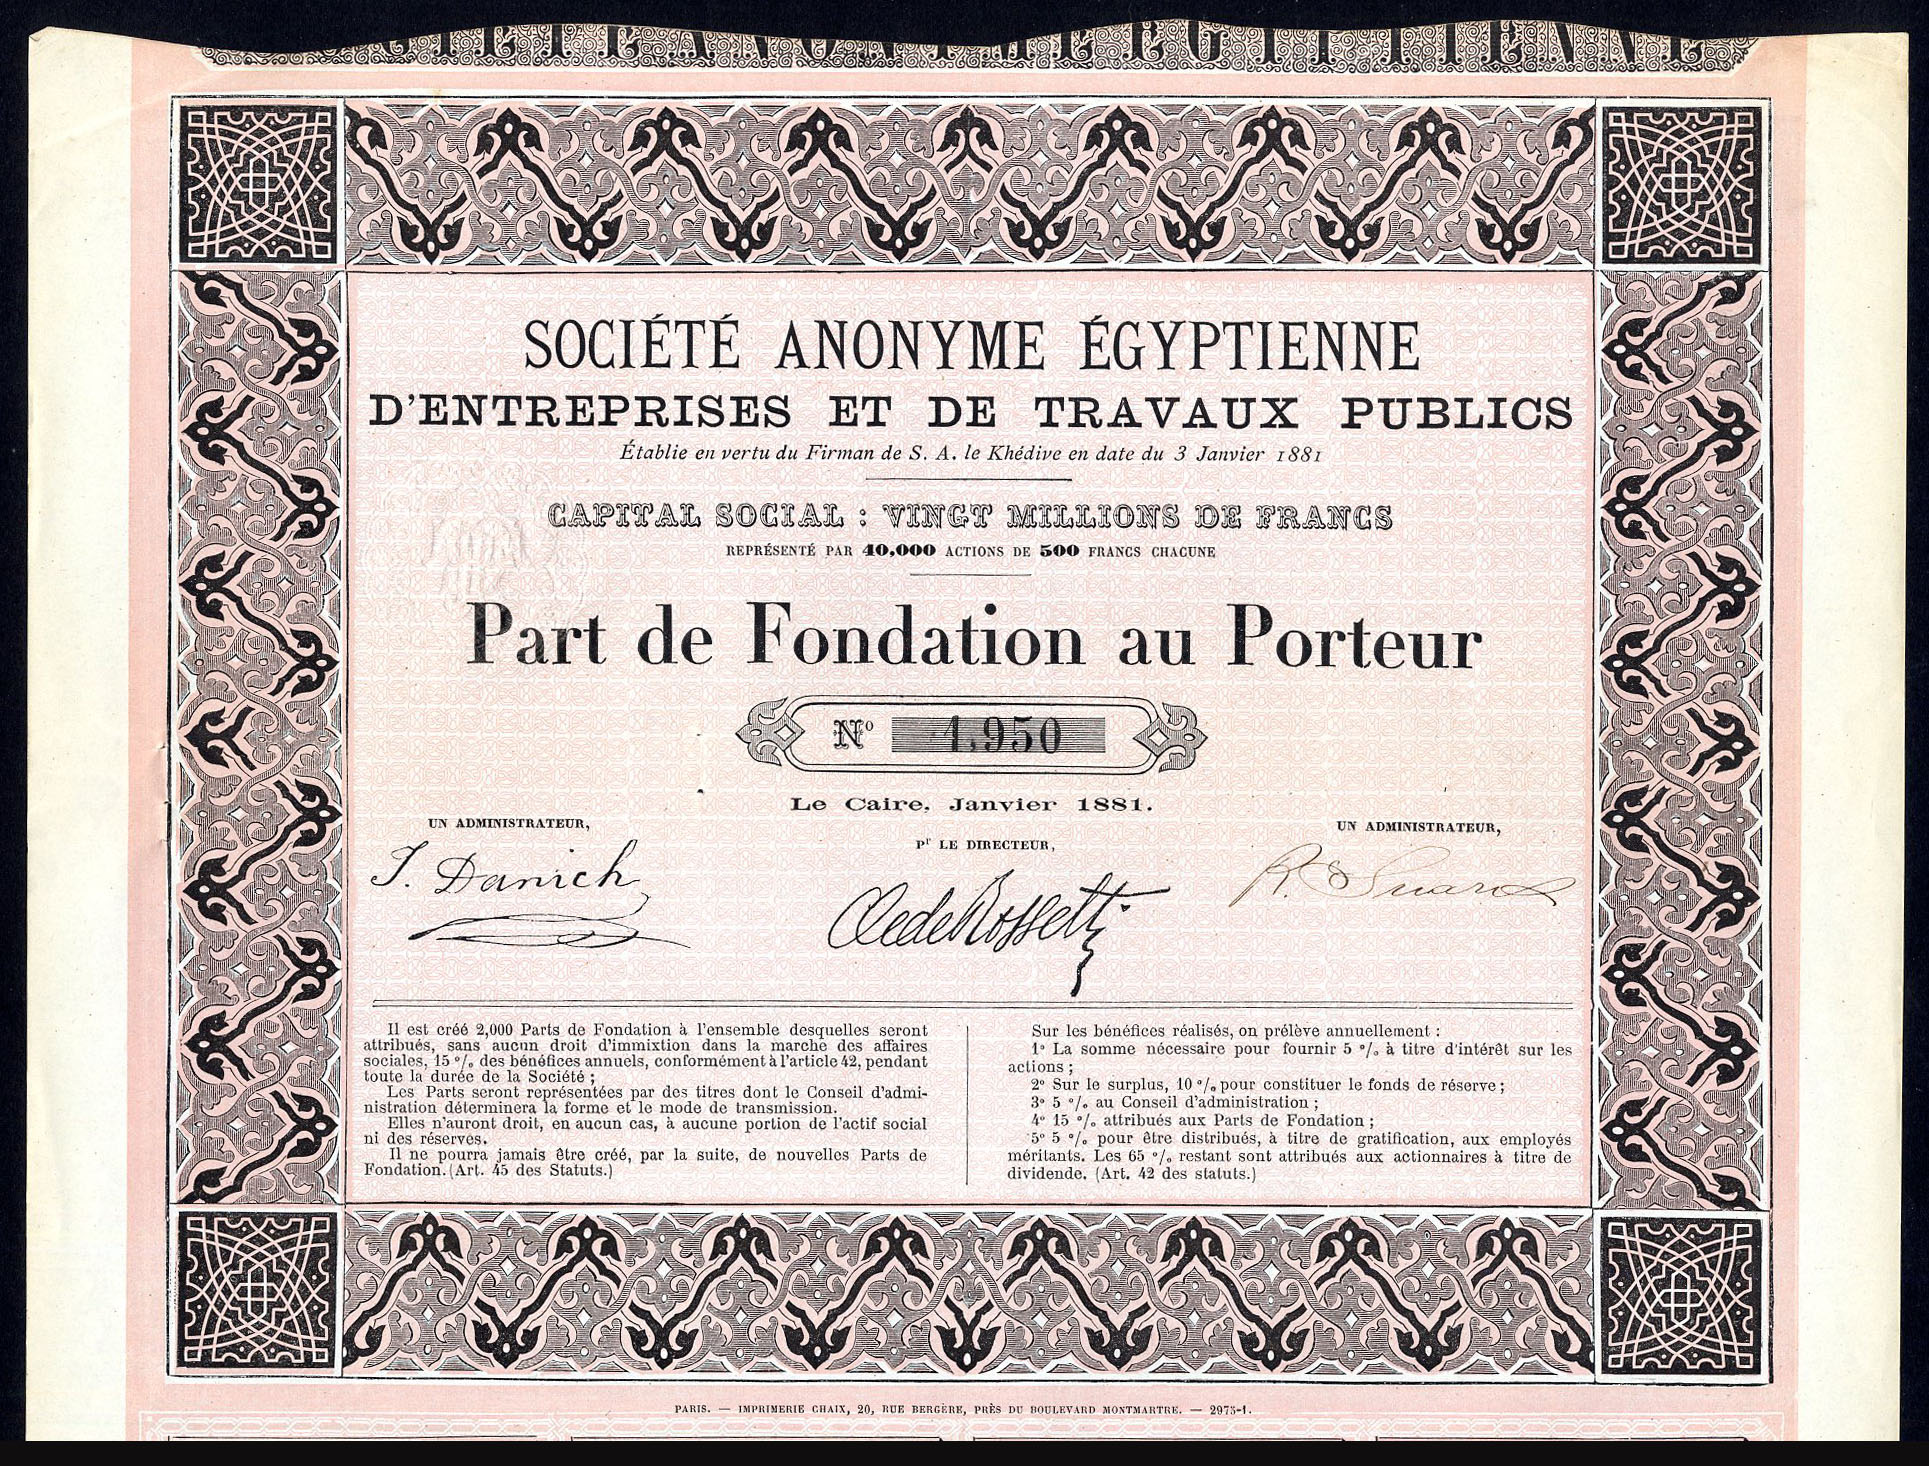 SOCIÉTÉ ANONYME ÉGYPTIENNE
SOCIÉTÉ ANONYME ÉGYPTIENNE
D'ENTREPRISES ET DE TRAVAUX PUBLICS
Établie en vertu du Firman de S. A. le Khédive en date du 3 Janvier 1881
CAPITAL SOCIAL : VINGT MILLIONS DE FRANCS
REPRÉSENTÉ PAR 40,000 ACTIONS DE 500 FRANCS CHACUNE
Part de Fondation au Porteur
No 1,950
Le Caire, Janvier 1881.
UN ADMINISTRATEUR,
Pr LE DIRECTEUR,
UN ADMINISTRATEUR,
Il est créé 2,000 Parts de Fondation à l'ensemble desquelles seront
attribués, sans aucun droit d'immixtion dans la marche des affaires
sociales, 15 % des bénéfices annuels, conformément à l'article 42, pendant
toute la durée de la Société ;
Les Parts seront représentées par des titres dont le Conseil d'admi-
nistration déterminera la forme et le mode de transmission.
Elles n'auront droit, en aucun cas, à aucune portion de l'actif social
ni des réserves.
Il ne pourra jamais être créé, par la suite, de nouvelles Parts de
Fondation. (Art. 45 des Statuts.)
Sur les bénéfices réalisés, on prélève annuellement :
1° La somme nécessaire pour fournir 5 % à titre d'intérêt sur les
actions ;
2° Sur le surplus, 10 % pour constituer le fonds de réserve ;
3° 5 % au Conseil d'administration ;
4° 15 % attribués aux Parts de Fondation ;
5° 5 % pour être distribués, à titre de gratification, aux employés
méritants. Les 65 % restant sont attribués aux actionnaires à titre de
dividende. (Art. 42 des statuts.)
PARIS. — IMPRIMERIE CHAIX, 20, RUE BERGÈRE, PRÈS DU BOULEVARD MONTMARTRE. — 2975-1.